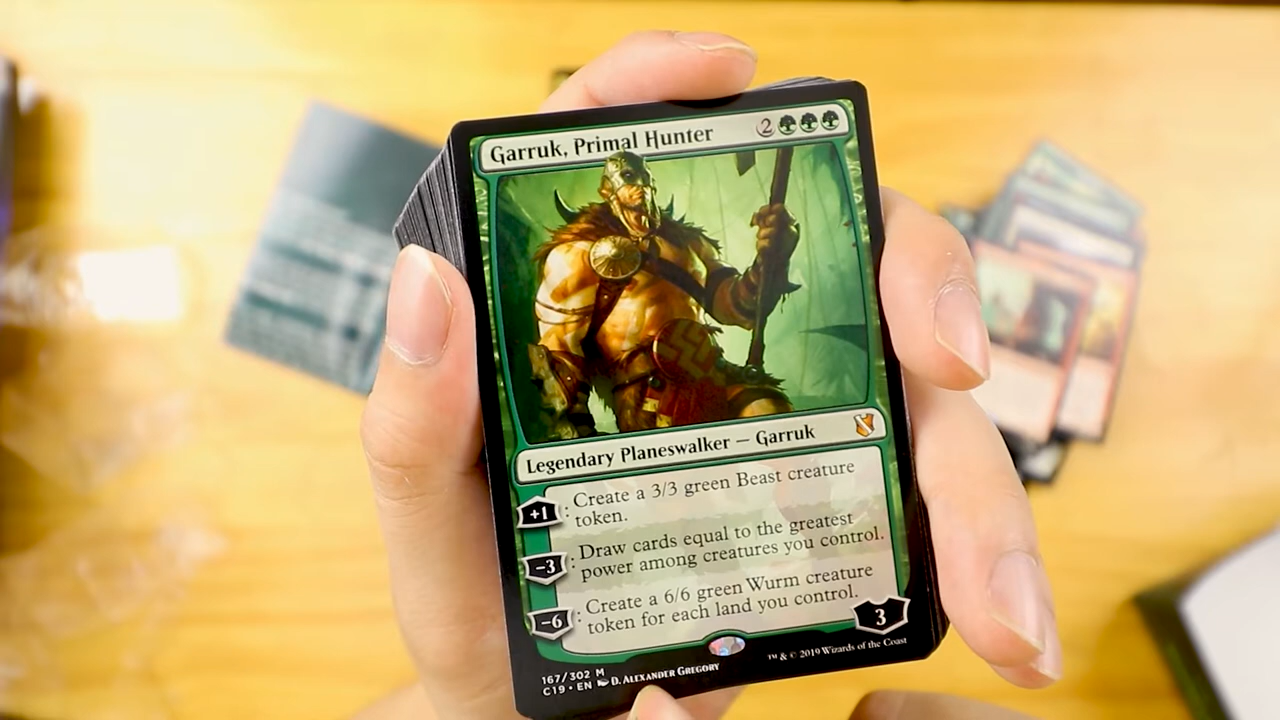 Garruk, Primal Hunter 2
Legendary Planeswalker — Garruk
+1 : Create a 3/3 green Beast creature
token.
−3 : Draw cards equal to the greatest
power among creatures you control.
−6 : Create a 6/6 green Wurm creature
token for each land you control.
3
167/302 M
C19 • EN D. Alexander Gregory
™ & © 2019 Wizards of the Coast